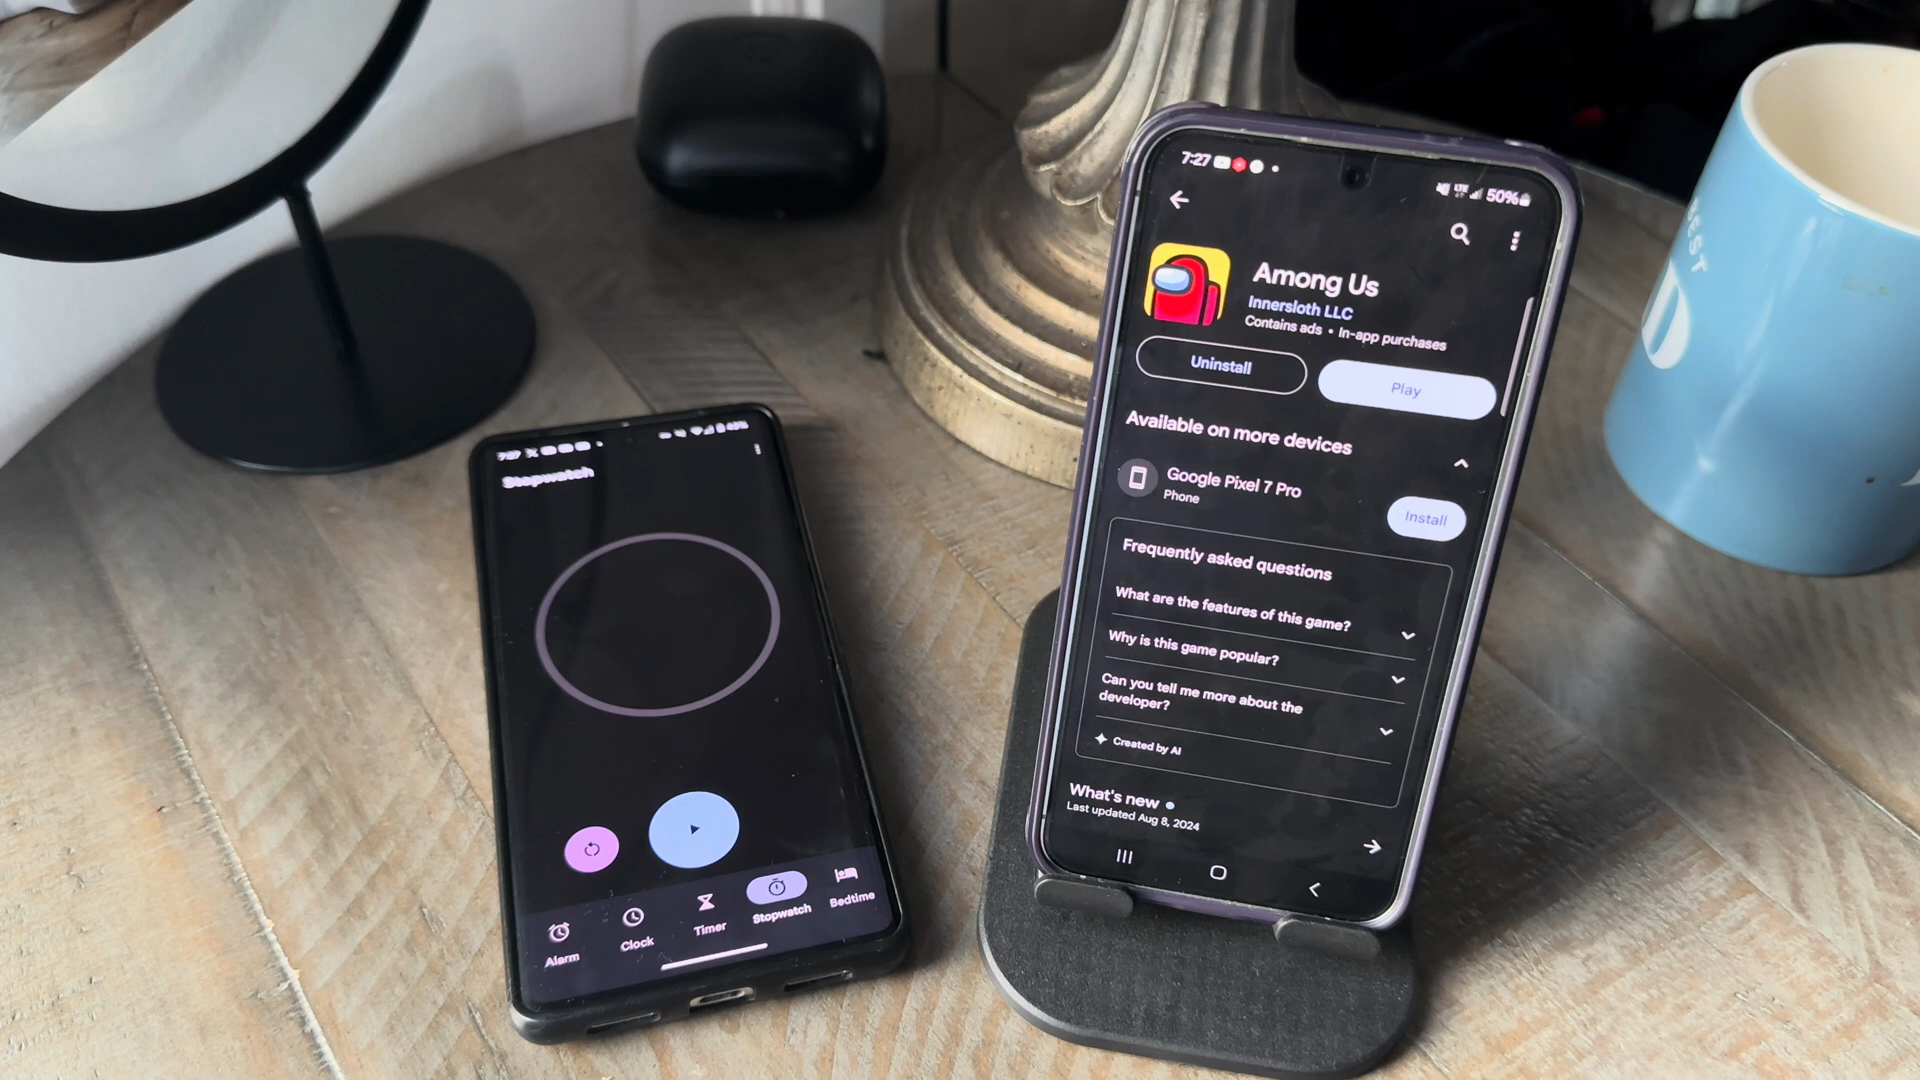 7:27
Stopwatch
Alarm
Clock
Timer
Stopwatch
Bedtime
7:27
LTE
50%
Among Us
Innersloth LLC
Contains ads • In-app purchases
Uninstall
Play
Available on more devices
Google Pixel 7 Pro
Phone
Install
Frequently asked questions
What are the features of this game?
Why is this game popular?
Can you tell me more about the
developer?
Created by AI
What's new
Last updated Aug 8, 2024